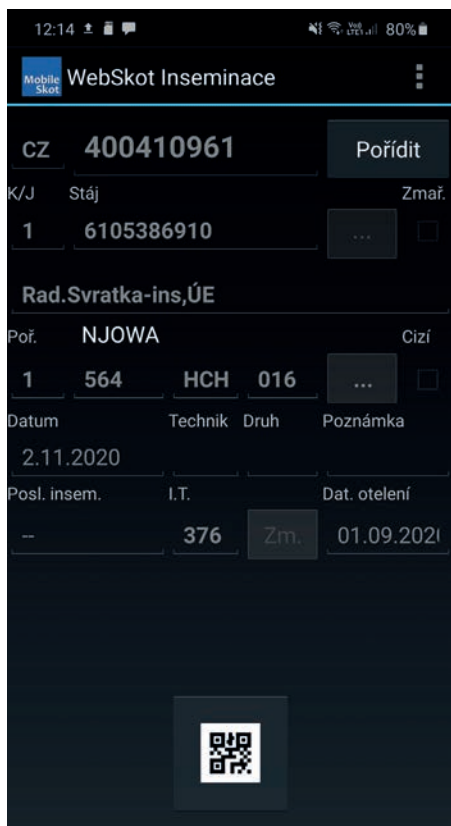 12:14 80%
Mobile Skot WebSkot Inseminace
CZ 400410961 Pořídit
K/J Stáj Zmař.
1 6105386910 ...
Rad.Svratka-ins,ÚE
Poř. NJOWA Cizí
1 564 HCH 016 ...
Datum Technik Druh Poznámka
2.11.2020
Posl. insem. I.T. Dat. otelení
-- 376 Zm. 01.09.202